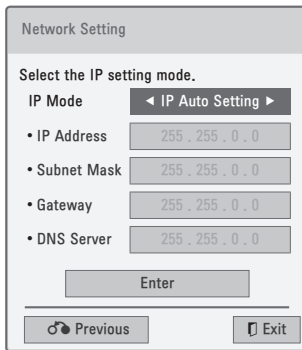 Network Setting
Select the IP setting mode.
IP Mode ◄ IP Auto Setting ►
• IP Address 255 . 255 . 0 . 0
• Subnet Mask 255 . 255 . 0 . 0
• Gateway 255 . 255 . 0 . 0
• DNS Server 255 . 255 . 0 . 0
Enter
Previous Exit